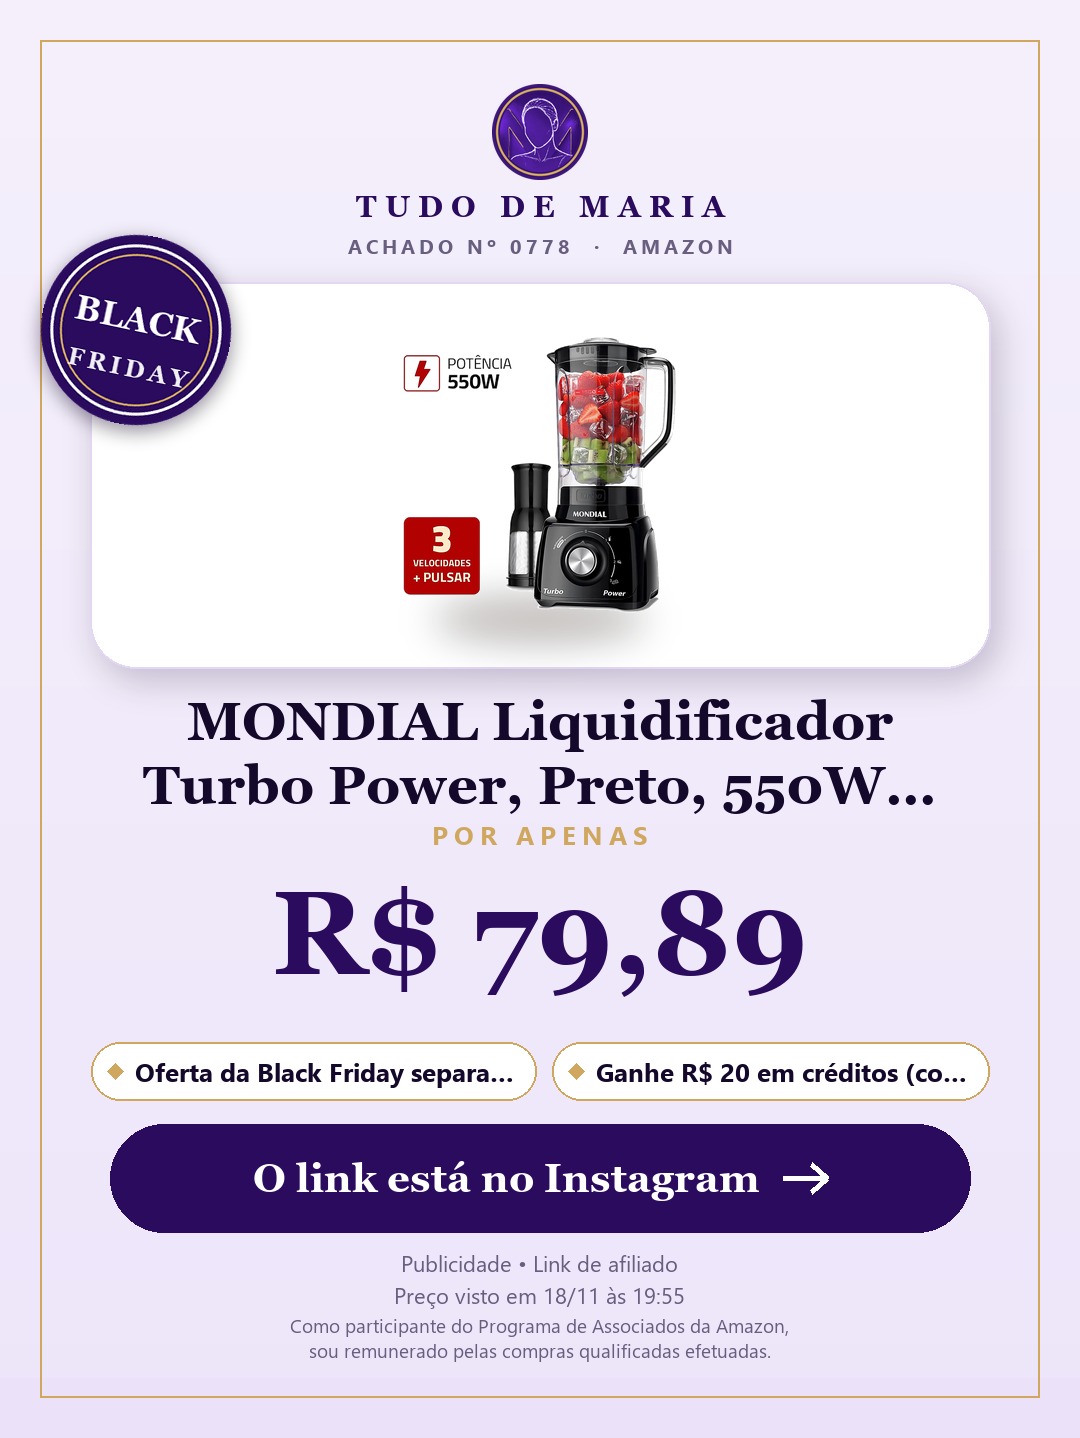 TUDO DE MARIA
ACHADO Nº 0778 · AMAZON
BLACK
FRIDAY
POTÊNCIA
550W
3
VELOCIDADES
+ PULSAR
MONDIAL
Turbo Power
MONDIAL Liquidificador
Turbo Power, Preto, 550W...
POR APENAS
R$ 79,89
Oferta da Black Friday separa...
Ganhe R$ 20 em créditos (co...
O link está no Instagram →
Publicidade • Link de afiliado
Preço visto em 18/11 às 19:55
Como participante do Programa de Associados da Amazon,
sou remunerado pelas compras qualificadas efetuadas.